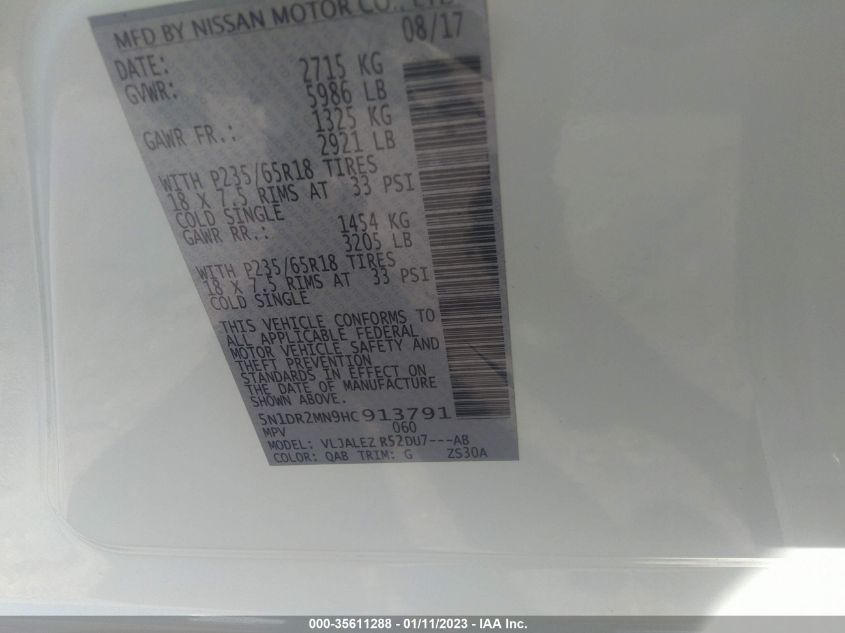 MFD BY NISSAN MOTOR CO., LTD
DATE: 08/17
GVWR: 2715 KG
5986 LB
GAWR FR.: 1325 KG
2921 LB
WITH P235/65R18 TIRES
18 X 7.5 RIMS AT 33 PSI
COLD SINGLE
GAWR RR.: 1454 KG
3205 LB
WITH P235/65R18 TIRES
18 X 7.5 RIMS AT 33 PSI
COLD SINGLE
THIS VEHICLE CONFORMS TO
ALL APPLICABLE FEDERAL
MOTOR VEHICLE SAFETY AND
THEFT PREVENTION
STANDARDS IN EFFECT ON
THE DATE OF MANUFACTURE
SHOWN ABOVE.
5N1DR2MN9HC913791
MPV 060
MODEL: VLJALEZ R52DU7---AB
COLOR: QAB TRIM: G ZS30A
000-35611288 - 01/11/2023 - IAA Inc.